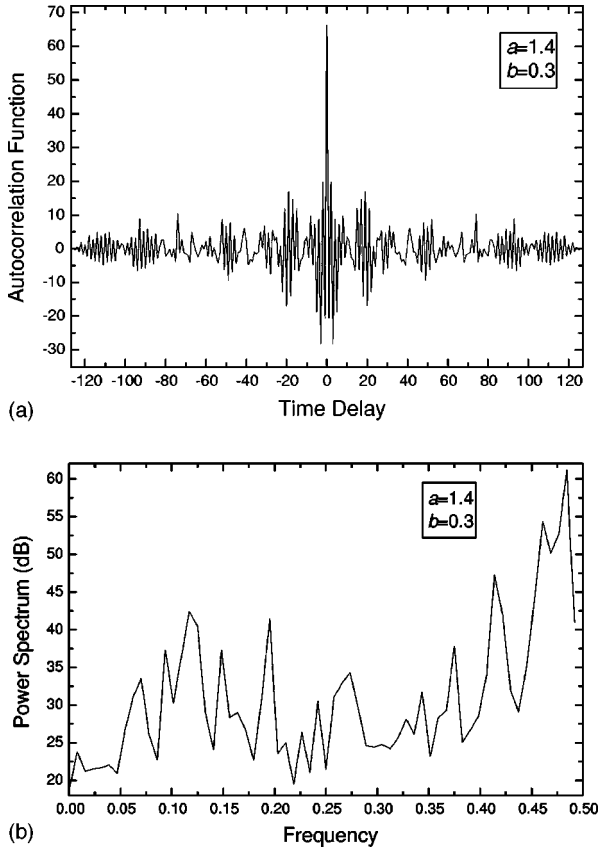 70
60
50
40
30
20
10
0
-10
-20
-30
Autocorrelation Function
a=1.4
b=0.3
-120 -100 -80 -60 -40 -20 0 20 40 60 80 100 120
Time Delay
(a)
60
55
50
45
40
35
30
25
20
Power Spectrum (dB)
a=1.4
b=0.3
0.00 0.05 0.10 0.15 0.20 0.25 0.30 0.35 0.40 0.45 0.50
Frequency
(b)